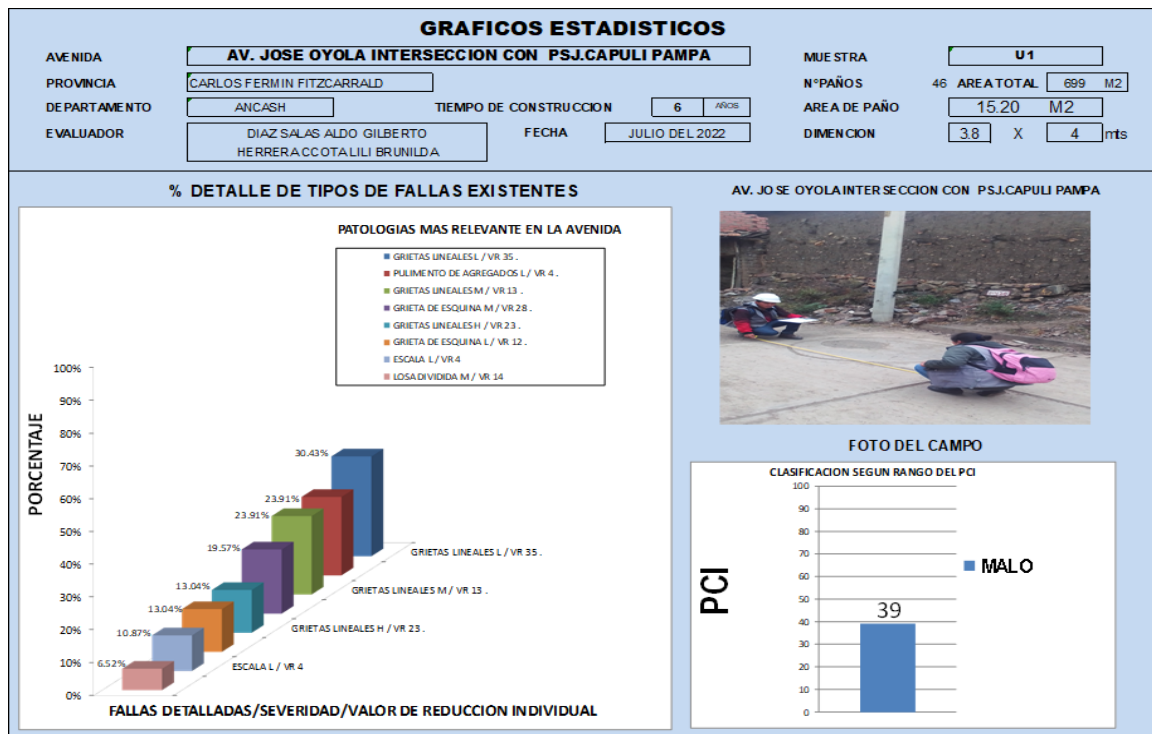 GRAFICOS ESTADISTICOS
AVENIDA AV. JOSE OYOLA INTERSECCION CON PSJ.CAPULI PAMPA MUESTRA U1
PROVINCIA CARLOS FERMIN FITZCARRALD N°PAÑOS 46 AREA TOTAL 699 M2
DEPARTAMENTO ANCASH TIEMPO DE CONSTRUCCION 6 AÑOS AREA DE PAÑO 15.20 M2
EVALUADOR DIAZ SALAS ALDO GILBERTO FECHA JULIO DEL 2022 DIMENCION 3.8 X 4 mts
HERRERA CCOTA LILI BRUNILDA
% DETALLE DE TIPOS DE FALLAS EXISTENTES
PATOLOGIAS MAS RELEVANTE EN LA AVENIDA
GRIETAS LINEALES L / VR 35 .
PULIMENTO DE AGREGADOS L / VR 4 .
GRIETAS LINEALES M / VR 13 .
GRIETA DE ESQUINA M / VR 28 .
GRIETAS LINEALES H / VR 23 .
GRIETA DE ESQUINA L / VR 12 .
ESCALA L / VR 4
LOSA DIVIDIDA M / VR 14
PORCENTAJE
100%
90%
80%
70%
60%
50%
40%
30%
20%
10%
0%
30.43%
23.91%
23.91%
19.57%
13.04%
13.04%
10.87%
6.52%
GRIETAS LINEALES L / VR 35 .
GRIETAS LINEALES M / VR 13 .
GRIETAS LINEALES H / VR 23 .
ESCALA L / VR 4
FALLAS DETALLADAS/SEVERIDAD/VALOR DE REDUCCION INDIVIDUAL
AV. JOSE OYOLA INTERSECCION CON PSJ.CAPULI PAMPA
FOTO DEL CAMPO
CLASIFICACION SEGUN RANGO DEL PCI
PCI
100
90
80
70
60
50
40
30
20
10
0
39
MALO